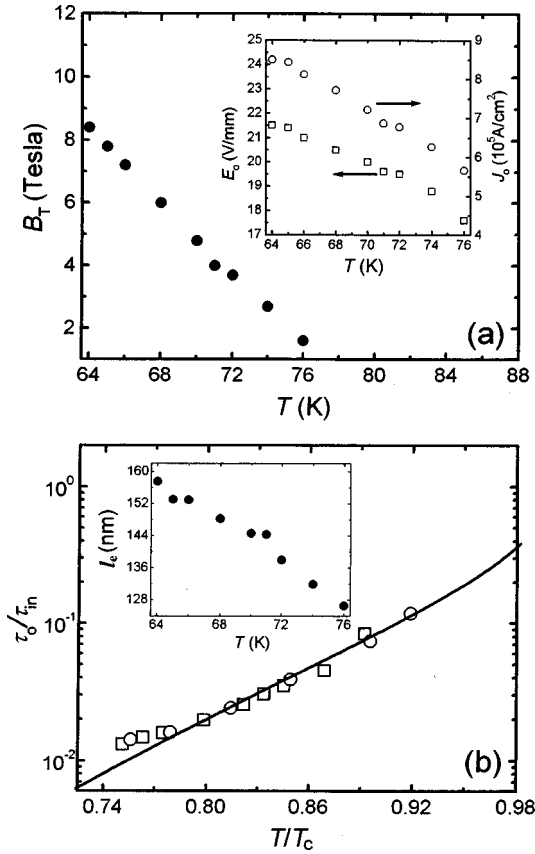 (a)
B_T (Tesla)
12
10
8
6
4
2
64 68 72 76 80 84 88
T (K)
E_o (V/mm)
25
24
23
22
21
20
19
18
17
J_o (10^5A/cm^2)
9
8
7
6
5
4
64 66 68 70 72 74 76
T (K)
(b)
τ_o/τ_in
10^0
10^-1
10^-2
0.74 0.80 0.86 0.92 0.98
T/T_c
l_e (nm)
160
152
144
136
128
64 68 72 76
T (K)